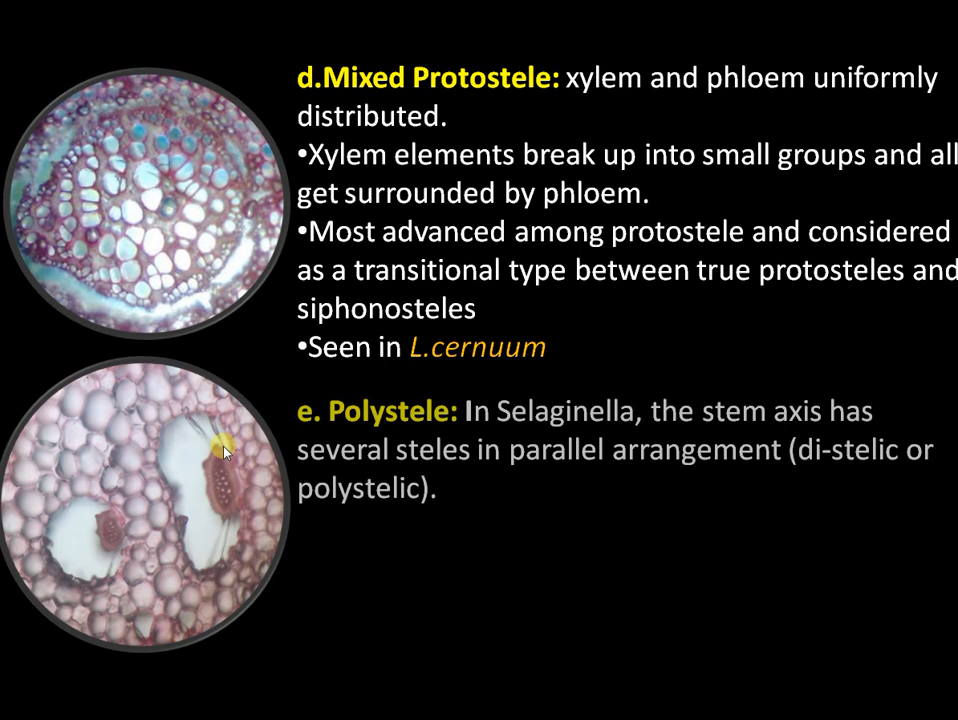 d.Mixed Protostele: xylem and phloem uniformly
distributed.
•Xylem elements break up into small groups and all
get surrounded by phloem.
•Most advanced among protostele and considered
as a transitional type between true protosteles and
siphonosteles
•Seen in L.cernuum
e. Polystele: In Selaginella, the stem axis has
several steles in parallel arrangement (di-stelic or
polystelic).